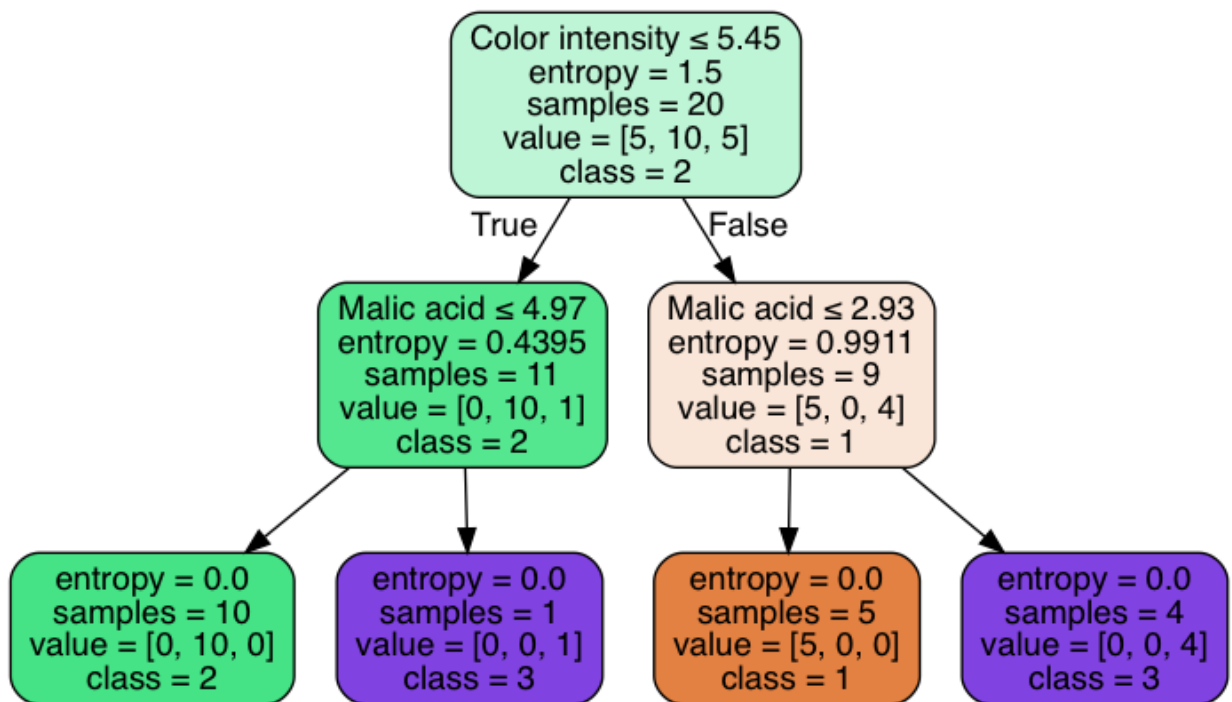 Color intensity ≤ 5.45
entropy = 1.5
samples = 20
value = [5, 10, 5]
class = 2
True
False
Malic acid ≤ 4.97
entropy = 0.4395
samples = 11
value = [0, 10, 1]
class = 2
Malic acid ≤ 2.93
entropy = 0.9911
samples = 9
value = [5, 0, 4]
class = 1
entropy = 0.0
samples = 10
value = [0, 10, 0]
class = 2
entropy = 0.0
samples = 1
value = [0, 0, 1]
class = 3
entropy = 0.0
samples = 5
value = [5, 0, 0]
class = 1
entropy = 0.0
samples = 4
value = [0, 0, 4]
class = 3